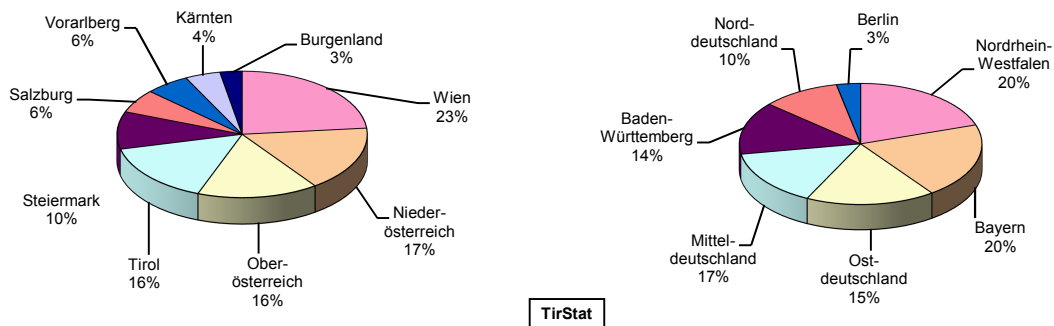 Vorarlberg
6%
Kärnten
4%
Burgenland
3%
Salzburg
6%
Wien
23%
Steiermark
10%
Nieder-
österreich
17%
Tirol
16%
Ober-
österreich
16%
Nord-
deutschland
10%
Berlin
3%
Nordrhein-
Westfalen
20%
Baden-
Württemberg
14%
Bayern
20%
Mittel-
deutschland
17%
Ost-
deutschland
15%
TirStat